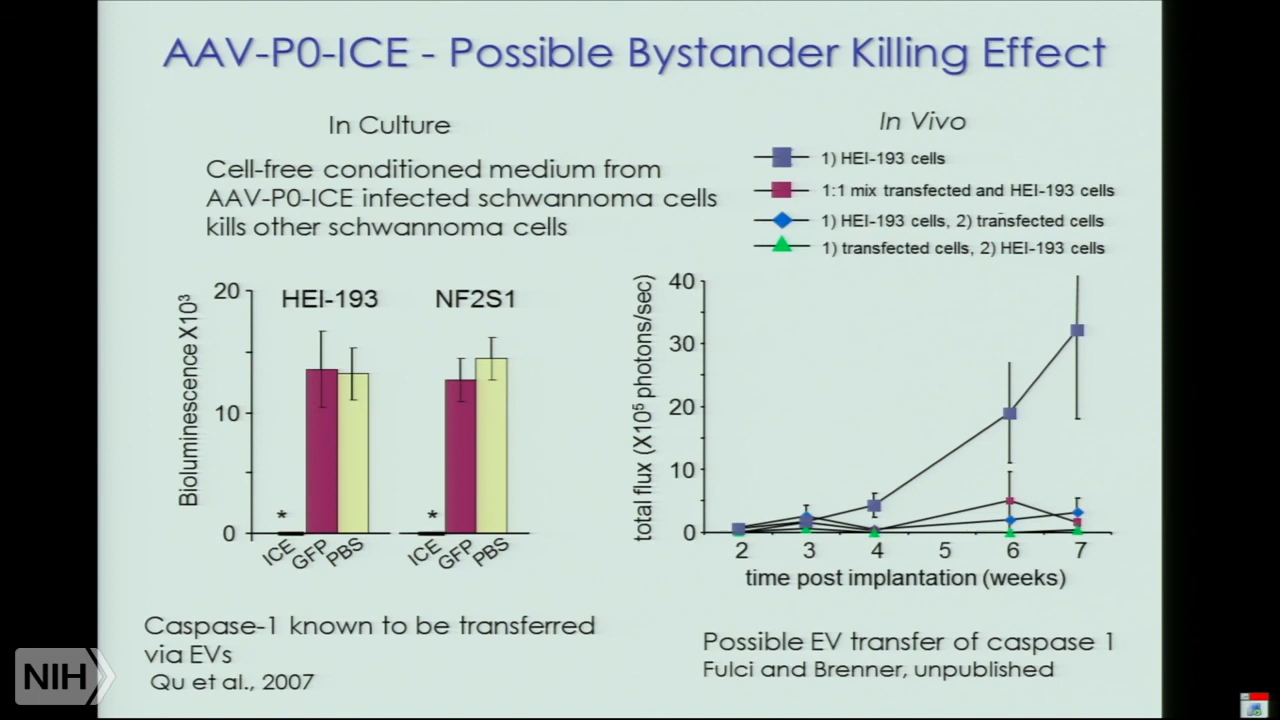 AAV-P0-ICE - Possible Bystander Killing Effect
In Culture
Cell-free conditioned medium from
AAV-P0-ICE infected schwannoma cells
kills other schwannoma cells
Bioluminescence X10³
20
10
0
HEI-193
NF2S1
*
*
ICE
GFP
PBS
ICE
GFP
PBS
Caspase-1 known to be transferred
via EVs
Qu et al., 2007
In Vivo
1) HEI-193 cells
1:1 mix transfected and HEI-193 cells
1) HEI-193 cells, 2) transfected cells
1) transfected cells, 2) HEI-193 cells
total flux (X10⁵ photons/sec)
40
30
20
10
0
2 3 4 5 6 7
time post implantation (weeks)
Possible EV transfer of caspase 1
Fulci and Brenner, unpublished
NIH